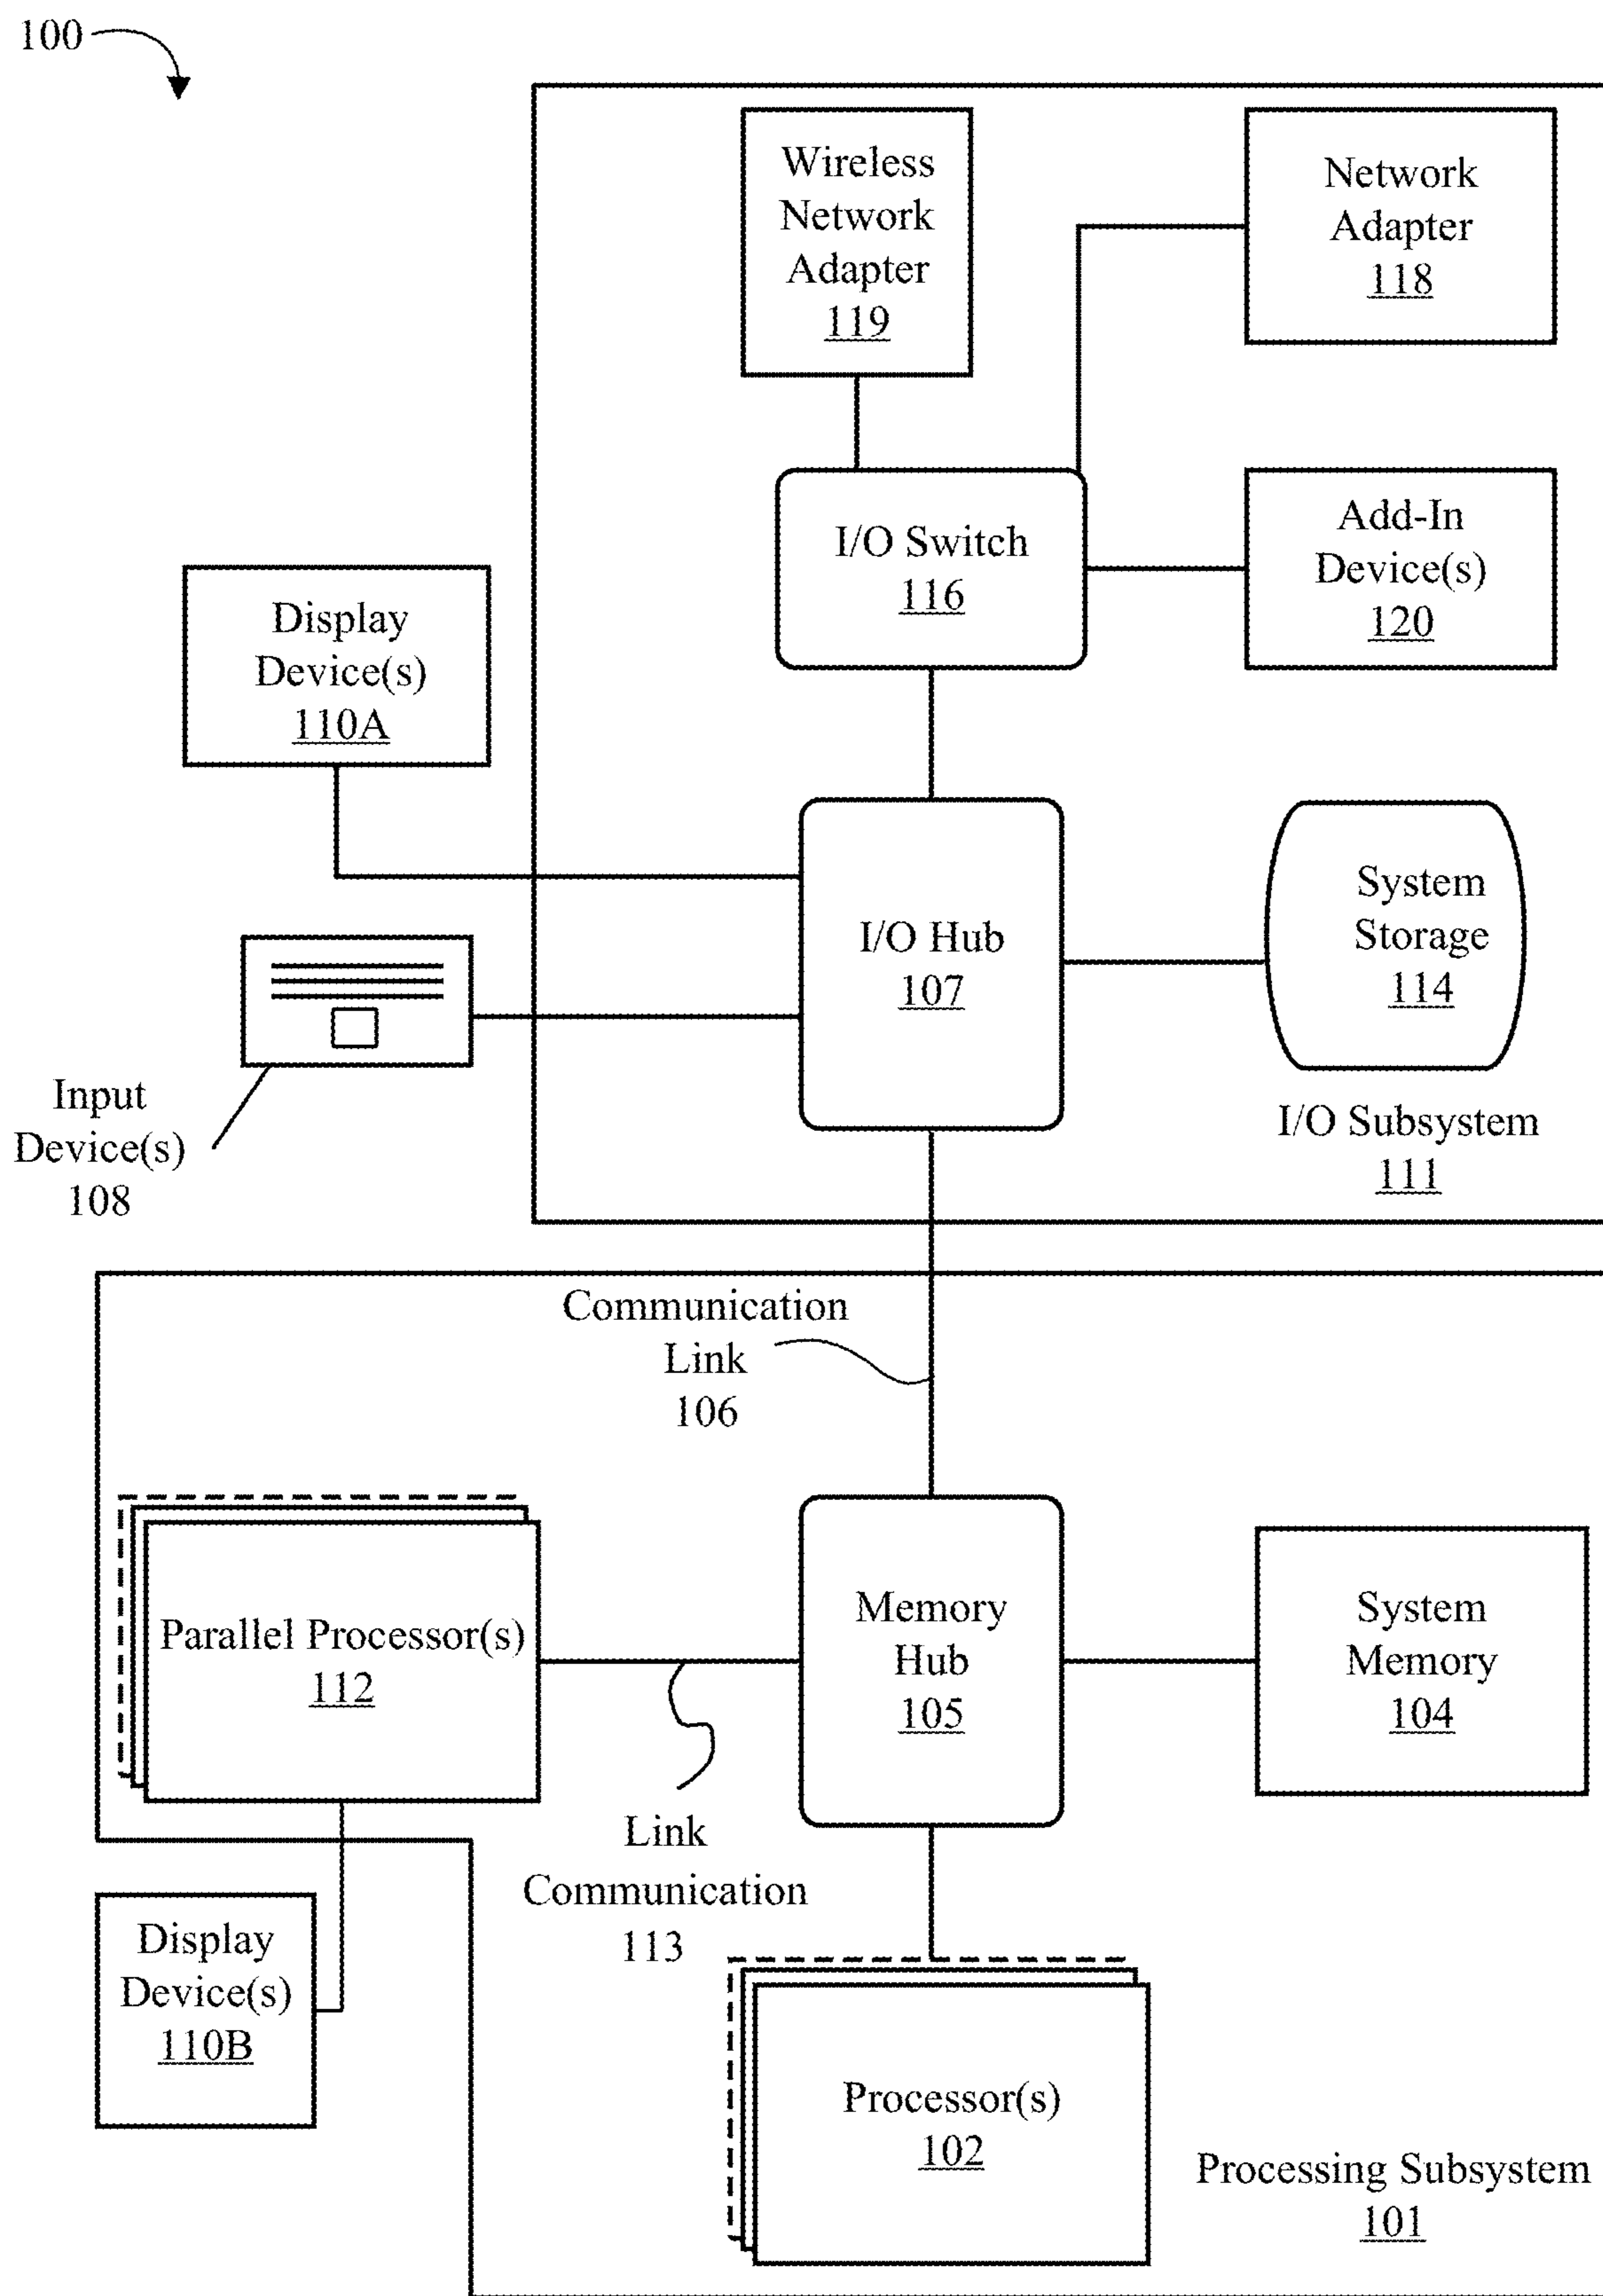 100
Wireless
Network
Adapter
119
Network
Adapter
118
I/O Switch
116
Add-In
Device(s)
120
Display
Device(s)
110A
I/O Hub
107
System
Storage
114
Input
Device(s)
108
I/O Subsystem
111
Communication
Link
106
Parallel Processor(s)
112
Memory
Hub
105
System
Memory
104
Link
Communication
113
Display
Device(s)
110B
Processor(s)
102
Processing Subsystem
101